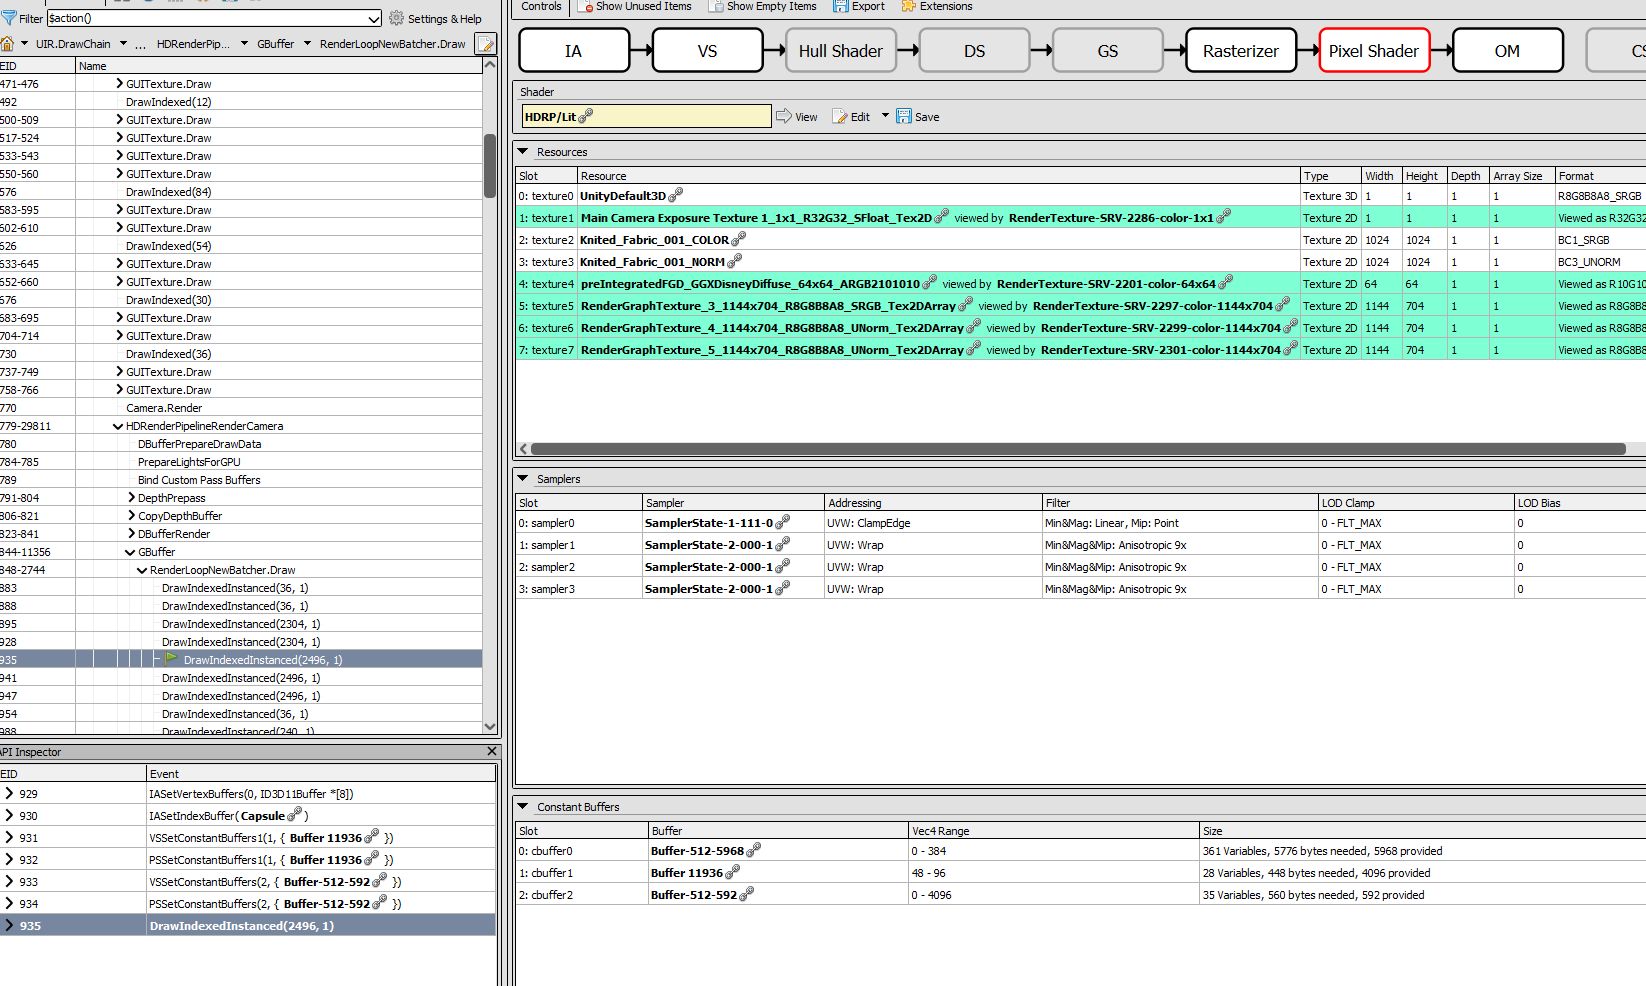 Filter $action() Settings & Help
UIR.DrawChain ... HDRenderPip... GBuffer RenderLoopNewBatcher.Draw
EID Name
471-476 GUITexture.Draw
492 DrawIndexed(12)
500-509 GUITexture.Draw
517-524 GUITexture.Draw
533-543 GUITexture.Draw
550-560 GUITexture.Draw
576 DrawIndexed(84)
583-595 GUITexture.Draw
602-610 GUITexture.Draw
626 DrawIndexed(54)
633-645 GUITexture.Draw
652-660 GUITexture.Draw
676 DrawIndexed(30)
683-695 GUITexture.Draw
704-714 GUITexture.Draw
730 DrawIndexed(36)
737-749 GUITexture.Draw
758-766 GUITexture.Draw
770 Camera.Render
779-29811 HDRenderPipelineRenderCamera
780 DBufferPrepareDrawData
784-785 PrepareLightsForGPU
789 Bind Custom Pass Buffers
791-804 DepthPrepass
806-821 CopyDepthBuffer
823-841 DBufferRender
844-11356 GBuffer
848-2744 RenderLoopNewBatcher.Draw
883 DrawIndexedInstanced(36, 1)
888 DrawIndexedInstanced(36, 1)
895 DrawIndexedInstanced(2304, 1)
928 DrawIndexedInstanced(2304, 1)
935 DrawIndexedInstanced(2496, 1)
941 DrawIndexedInstanced(2496, 1)
947 DrawIndexedInstanced(2496, 1)
954 DrawIndexedInstanced(36, 1)
988 DrawIndexedInstanced(240, 1)
API Inspector
EID Event
929 IASetVertexBuffers(0, ID3D11Buffer *[8])
930 IASetIndexBuffer( Capsule )
931 VSSetConstantBuffers1(1, { Buffer 11936 })
932 PSSetConstantBuffers1(1, { Buffer 11936 })
933 VSSetConstantBuffers(2, { Buffer-512-592 })
934 PSSetConstantBuffers(2, { Buffer-512-592 })
935 DrawIndexedInstanced(2496, 1)
Controls Show Unused Items Show Empty Items Export Extensions
IA VS Hull Shader DS GS Rasterizer Pixel Shader OM CS
Shader
HDRP/Lit View Edit Save
Resources
Slot Resource Type Width Height Depth Array Size Format
0: texture0 UnityDefault3D Texture 3D 1 1 1 1 R8G8B8A8_SRGB
1: texture1 Main Camera Exposure Texture 1_1x1_R32G32_SFloat_Tex2D viewed by RenderTexture-SRV-2286-color-1x1 Texture 2D 1 1 1 1 Viewed as R32G32
2: texture2 Knited_Fabric_001_COLOR Texture 2D 1024 1024 1 1 BC1_SRGB
3: texture3 Knited_Fabric_001_NORM Texture 2D 1024 1024 1 1 BC3_UNORM
4: texture4 preIntegratedFGD_GGXDisneyDiffuse_64x64_ARGB2101010 viewed by RenderTexture-SRV-2201-color-64x64 Texture 2D 64 64 1 1 Viewed as R10G10
5: texture5 RenderGraphTexture_3_1144x704_R8G8B8A8_SRGB_Tex2DArray viewed by RenderTexture-SRV-2297-color-1144x704 Texture 2D 1144 704 1 1 Viewed as R8G8B8
6: texture6 RenderGraphTexture_4_1144x704_R8G8B8A8_UNorm_Tex2DArray viewed by RenderTexture-SRV-2299-color-1144x704 Texture 2D 1144 704 1 1 Viewed as R8G8B8
7: texture7 RenderGraphTexture_5_1144x704_R8G8B8A8_UNorm_Tex2DArray viewed by RenderTexture-SRV-2301-color-1144x704 Texture 2D 1144 704 1 1 Viewed as R8G8B8
Samplers
Slot Sampler Addressing Filter LOD Clamp LOD Bias
0: sampler0 SamplerState-1-111-0 UVW: ClampEdge Min&Mag: Linear, Mip: Point 0 - FLT_MAX 0
1: sampler1 SamplerState-2-000-1 UVW: Wrap Min&Mag&Mip: Anisotropic 9x 0 - FLT_MAX 0
2: sampler2 SamplerState-2-000-1 UVW: Wrap Min&Mag&Mip: Anisotropic 9x 0 - FLT_MAX 0
3: sampler3 SamplerState-2-000-1 UVW: Wrap Min&Mag&Mip: Anisotropic 9x 0 - FLT_MAX 0
Constant Buffers
Slot Buffer Vec4 Range Size
0: cbuffer0 Buffer-512-5968 0 - 384 361 Variables, 5776 bytes needed, 5968 provided
1: cbuffer1 Buffer 11936 48 - 96 28 Variables, 448 bytes needed, 4096 provided
2: cbuffer2 Buffer-512-592 0 - 4096 35 Variables, 560 bytes needed, 592 provided